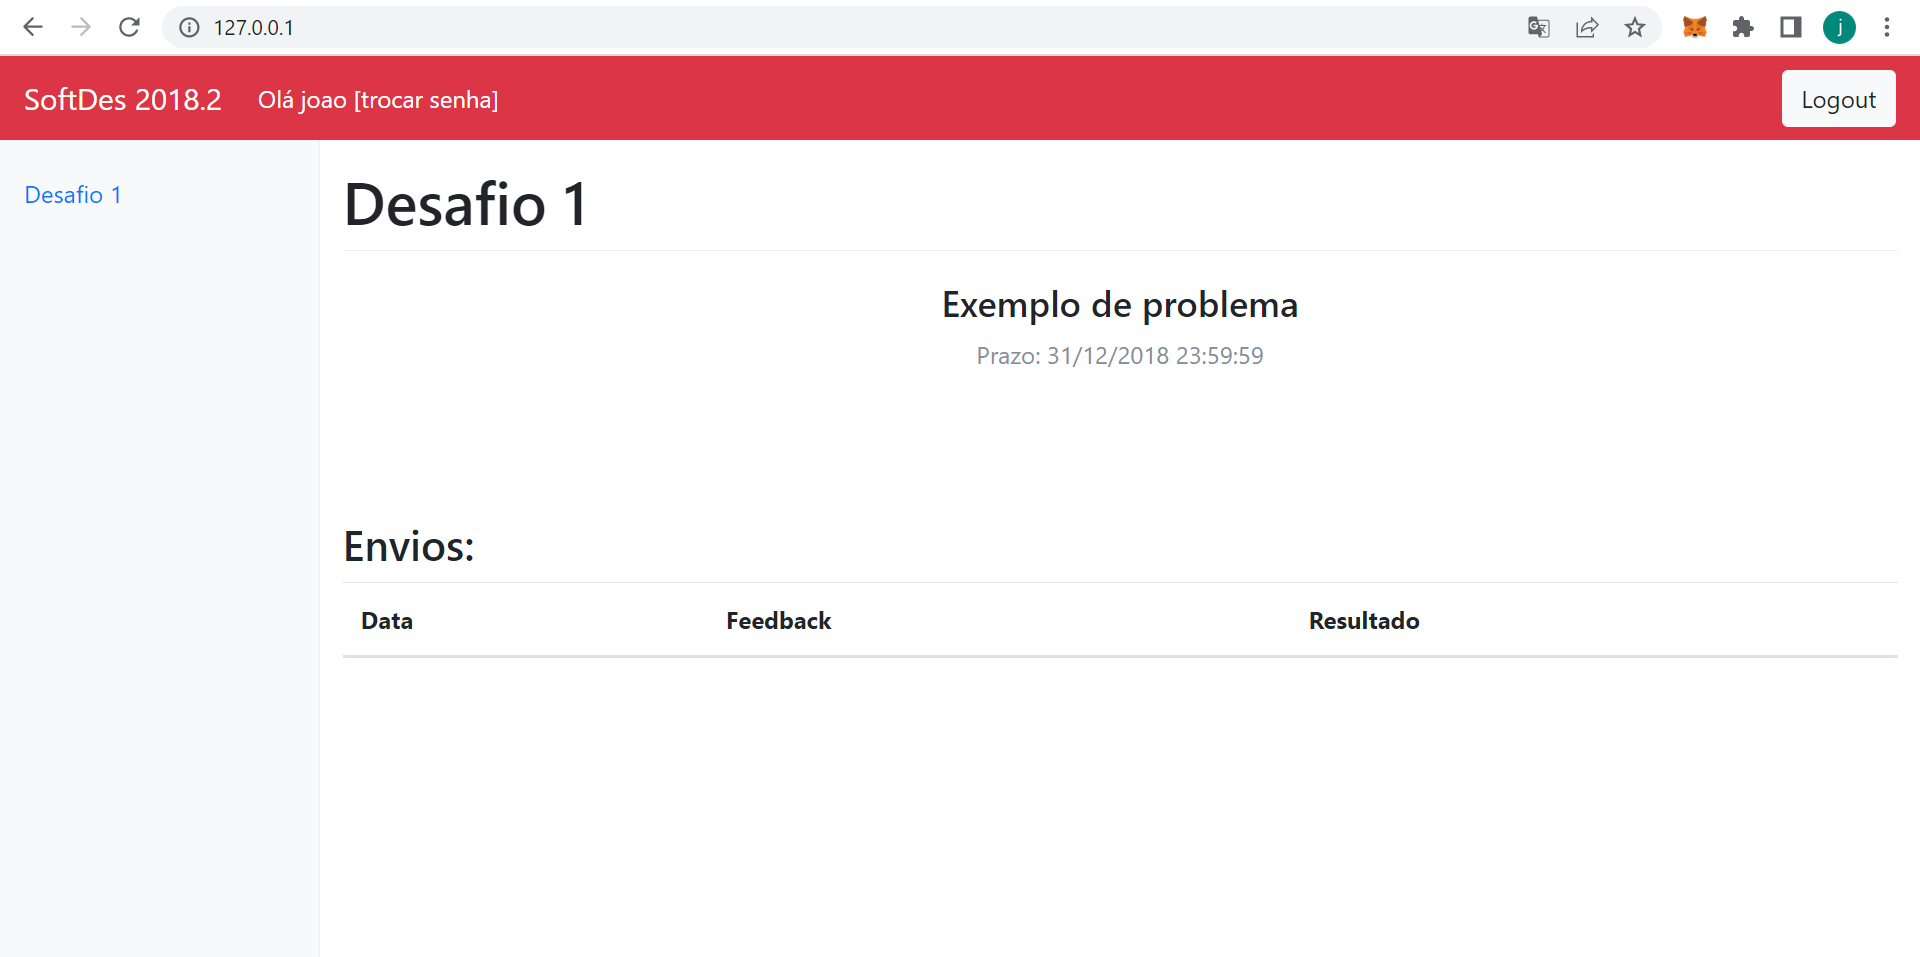 127.0.0.1
j
SoftDes 2018.2 Olá joao [trocar senha] Logout
Desafio 1
Desafio 1
Exemplo de problema
Prazo: 31/12/2018 23:59:59
Envios:
Data Feedback Resultado